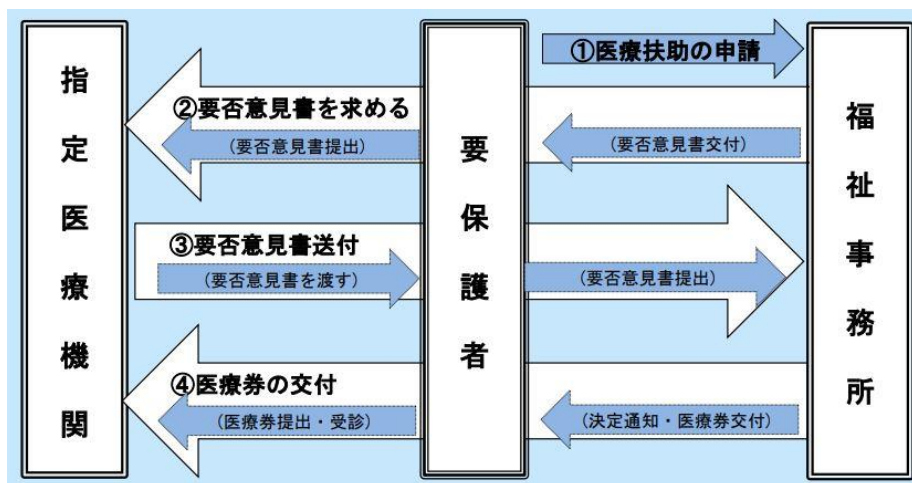 指定医療機関
要保護者
福祉事務所
①医療扶助の申請
②要否意見書を求める
(要否意見書提出)
(要否意見書交付)
③要否意見書送付
(要否意見書を渡す)
(要否意見書提出)
④医療券の交付
(医療券提出・受診)
(決定通知・医療券交付)